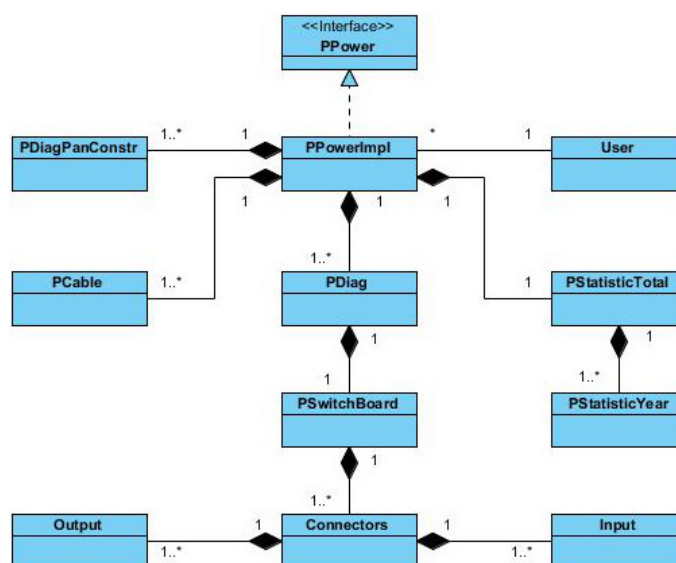 <<Interface>>
PPower
1..*
1
*
1
PDiagPanConstr
PPowerImpl
User
1
1
1
1..*
1..*
1
PCable
PDiag
PStatisticTotal
1
1
1
1..*
PSwitchBoard
PStatisticYear
1
1..*
Output
1
Connectors
1
Input
1..*
1..*